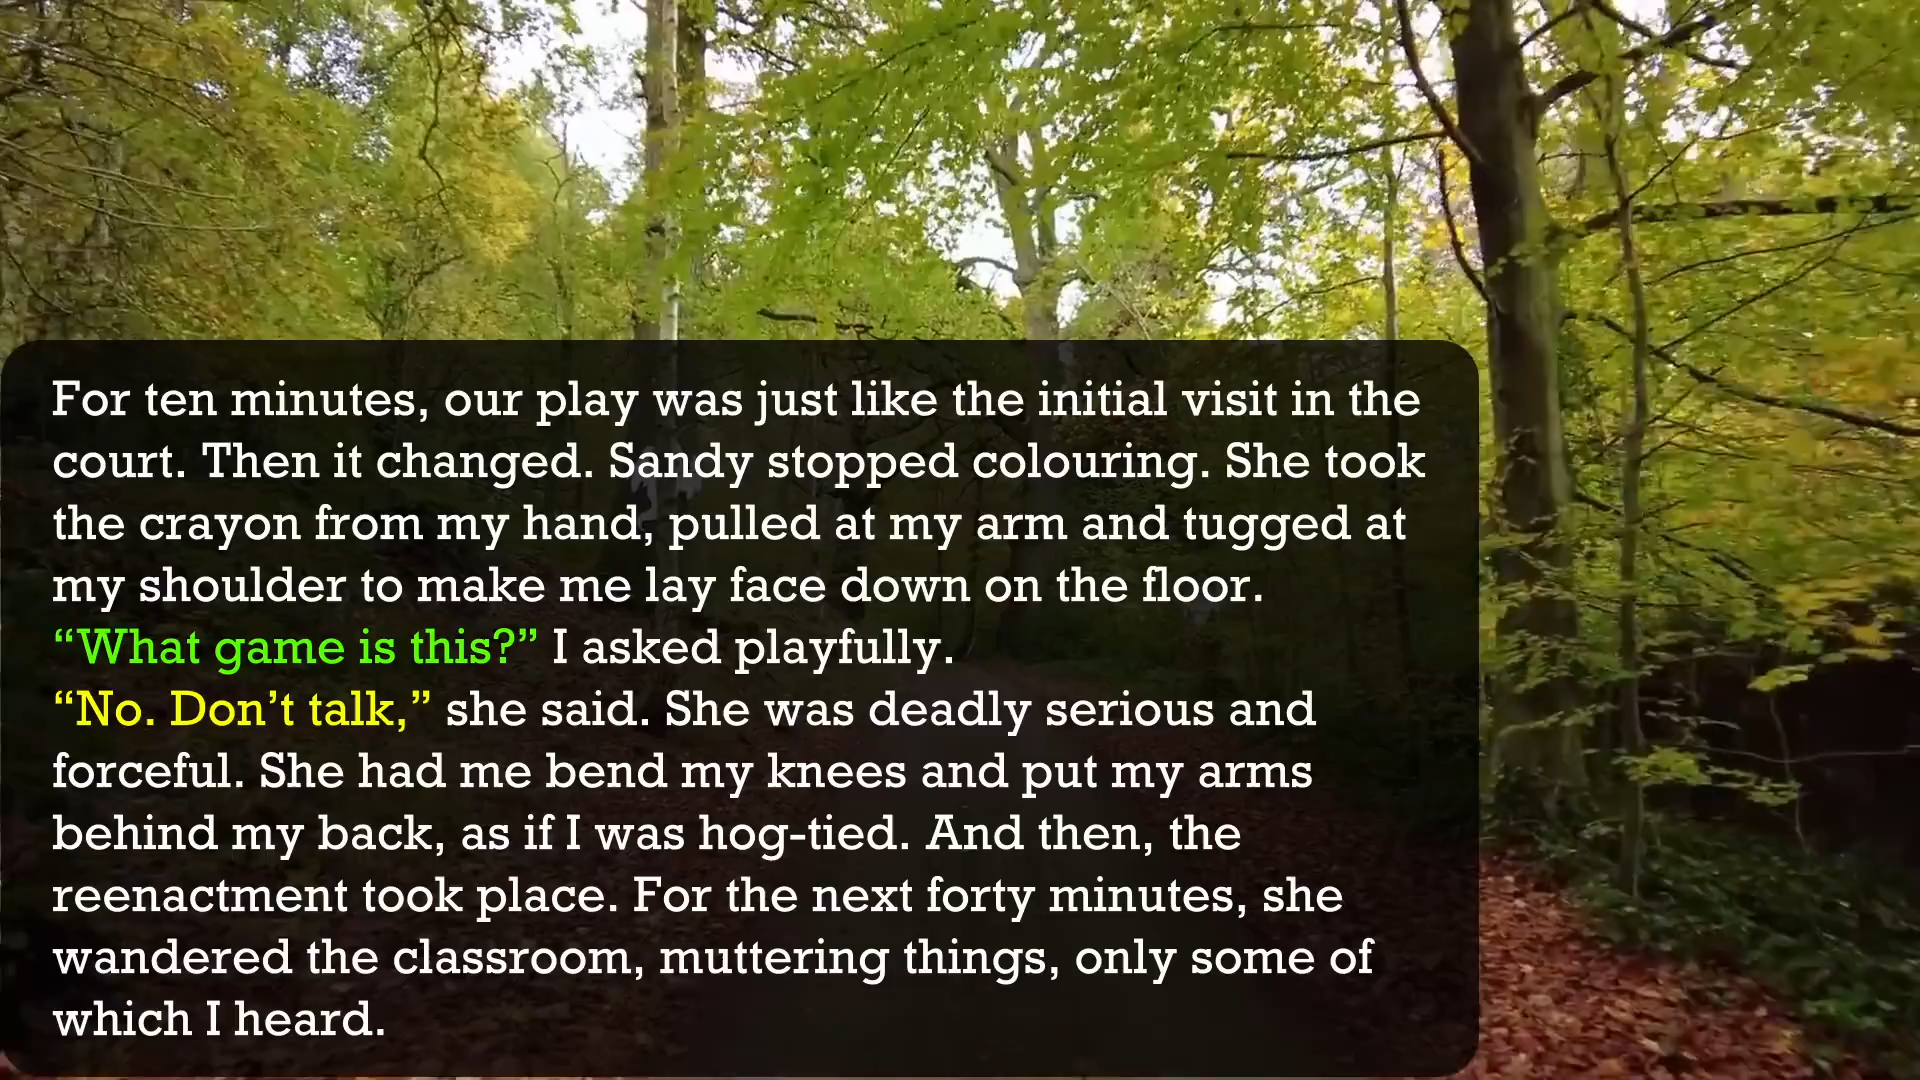 For ten minutes, our play was just like the initial visit in the
court. Then it changed. Sandy stopped colouring. She took
the crayon from my hand, pulled at my arm and tugged at
my shoulder to make me lay face down on the floor.
“What game is this?” I asked playfully.
“No. Don’t talk,” she said. She was deadly serious and
forceful. She had me bend my knees and put my arms
behind my back, as if I was hog-tied. And then, the
reenactment took place. For the next forty minutes, she
wandered the classroom, muttering things, only some of
which I heard.